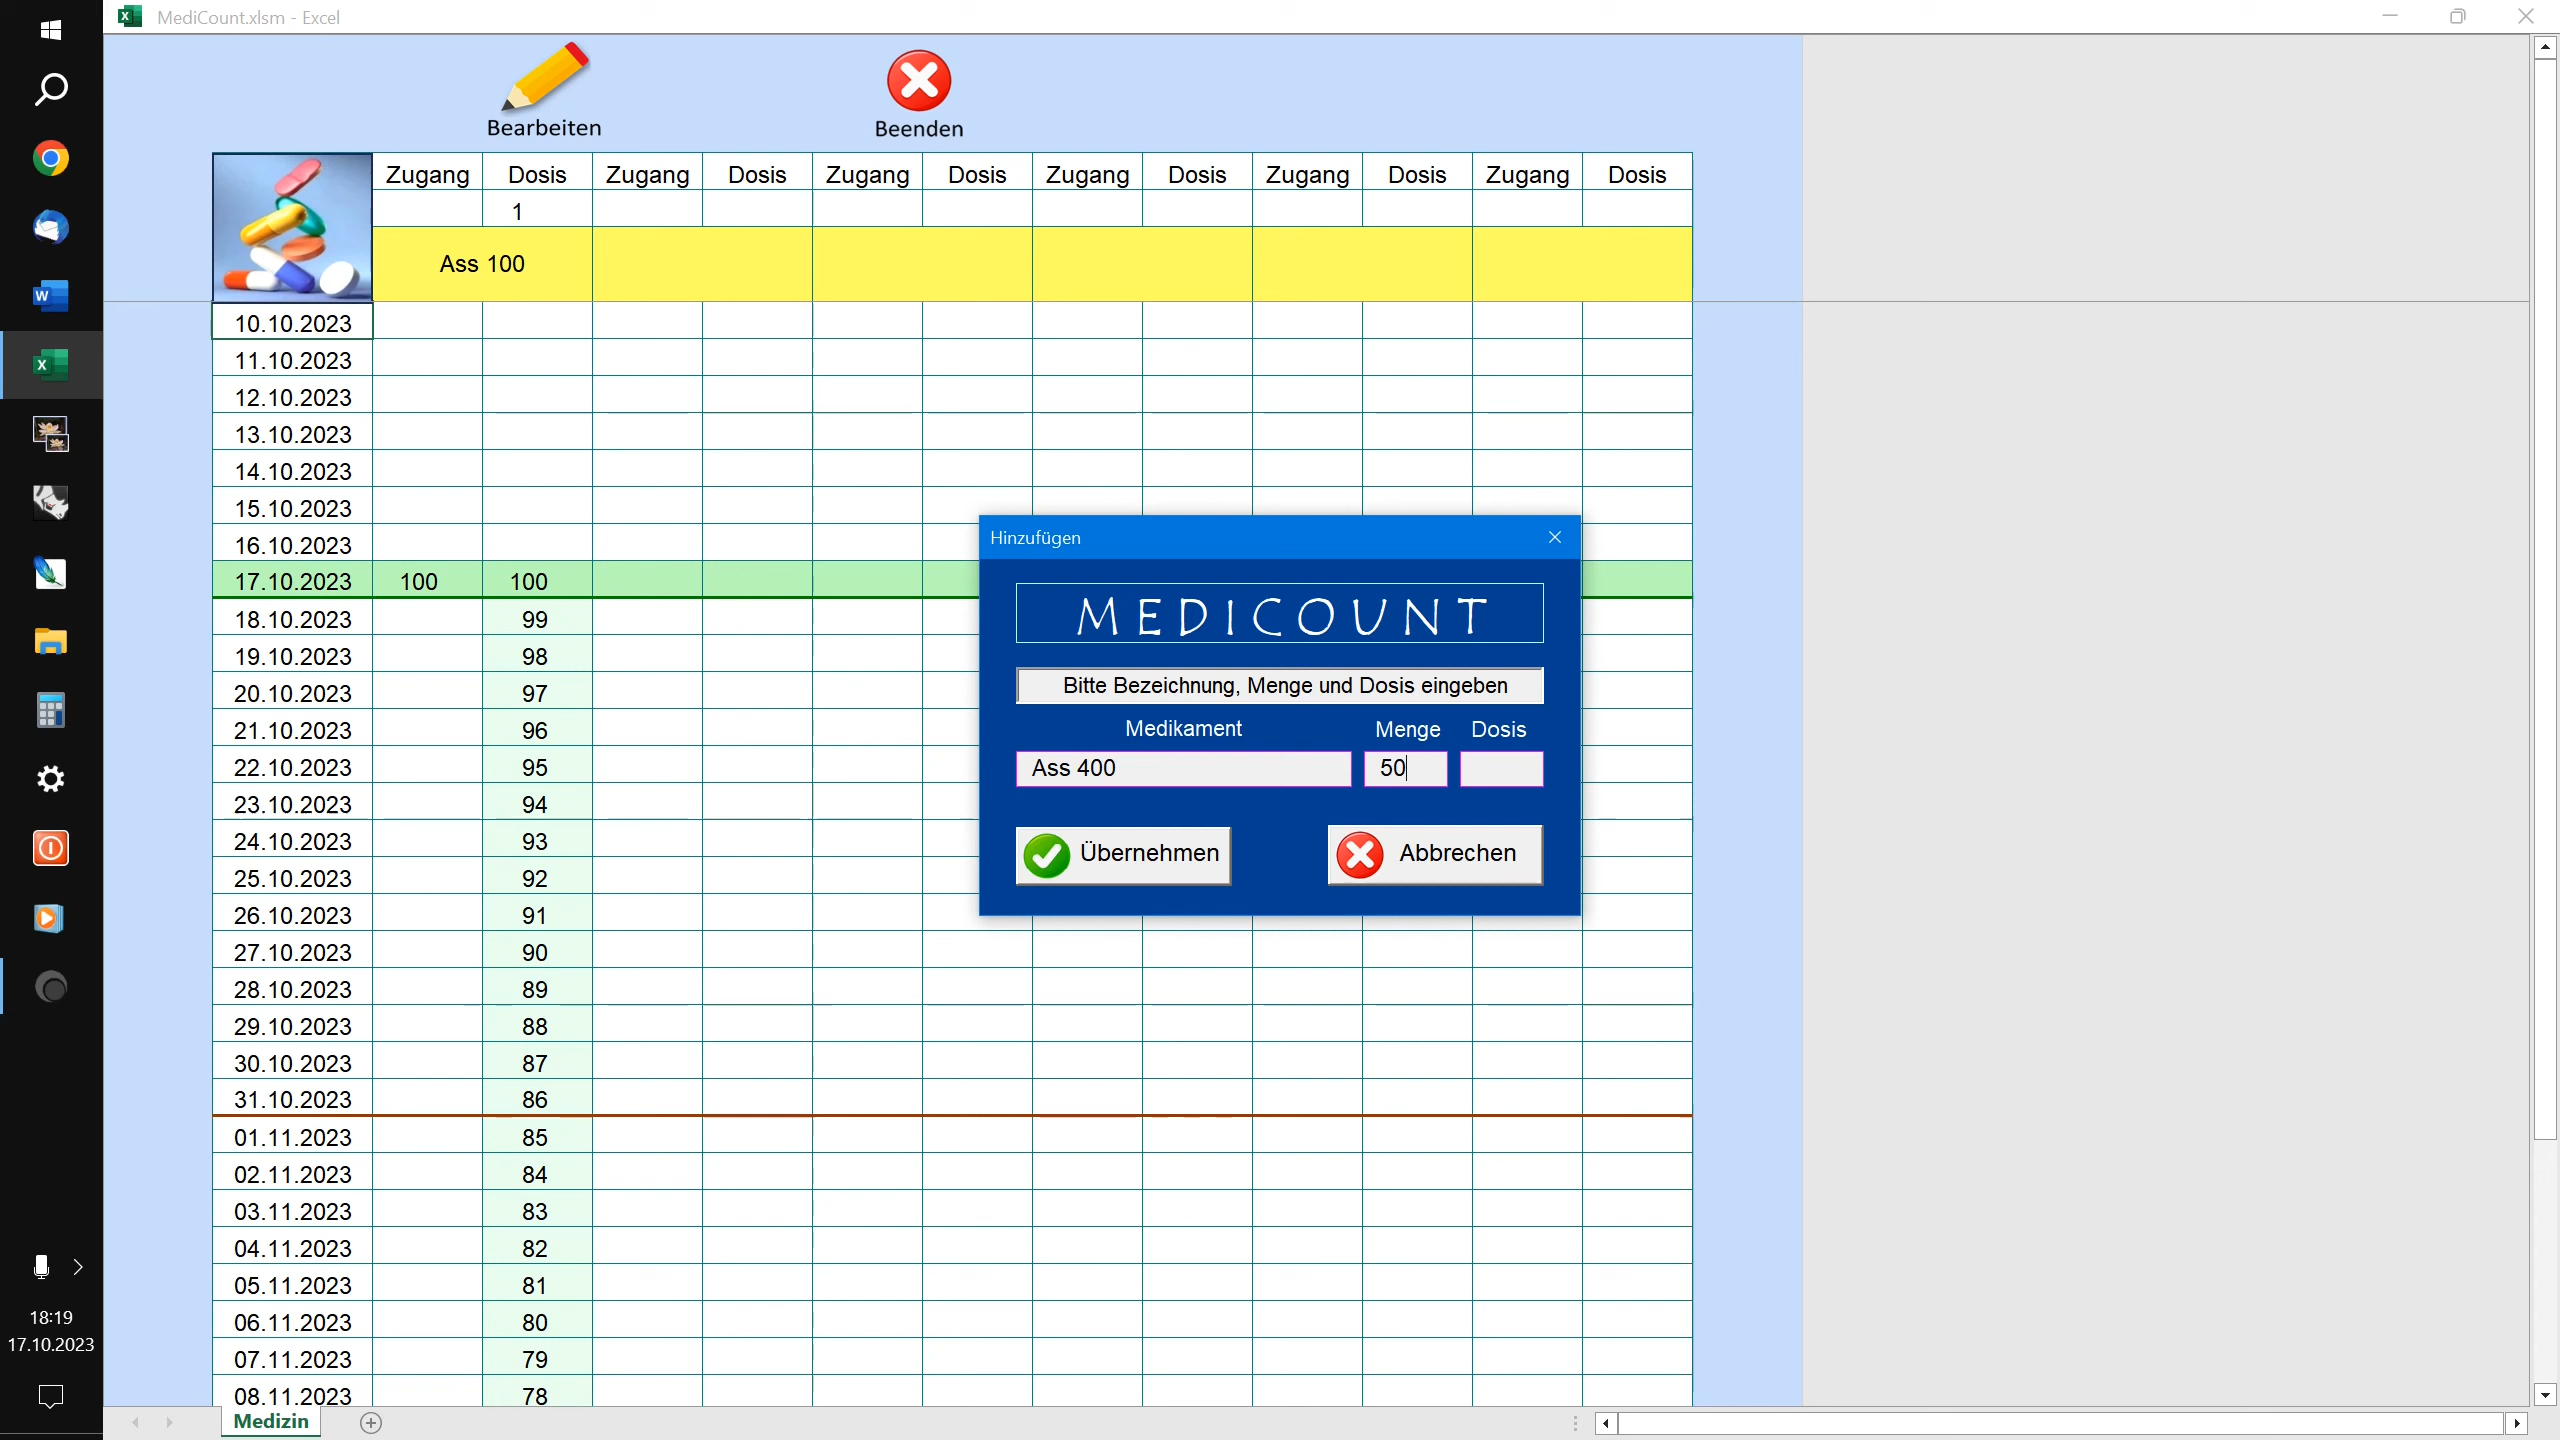 MediCount.xlsm - Excel
Bearbeiten
Beenden
Zugang Dosis Zugang Dosis Zugang Dosis Zugang Dosis Zugang Dosis Zugang Dosis
1
Ass 100
10.10.2023
11.10.2023
12.10.2023
13.10.2023
14.10.2023
15.10.2023
16.10.2023
17.10.2023 100 100
18.10.2023 99
19.10.2023 98
20.10.2023 97
21.10.2023 96
22.10.2023 95
23.10.2023 94
24.10.2023 93
25.10.2023 92
26.10.2023 91
27.10.2023 90
28.10.2023 89
29.10.2023 88
30.10.2023 87
31.10.2023 86
01.11.2023 85
02.11.2023 84
03.11.2023 83
04.11.2023 82
05.11.2023 81
06.11.2023 80
07.11.2023 79
08.11.2023 78
Hinzufügen
MEDICOUNT
Bitte Bezeichnung, Menge und Dosis eingeben
Medikament Menge Dosis
Ass 400 50
Übernehmen Abbrechen
Medizin
18:19
17.10.2023